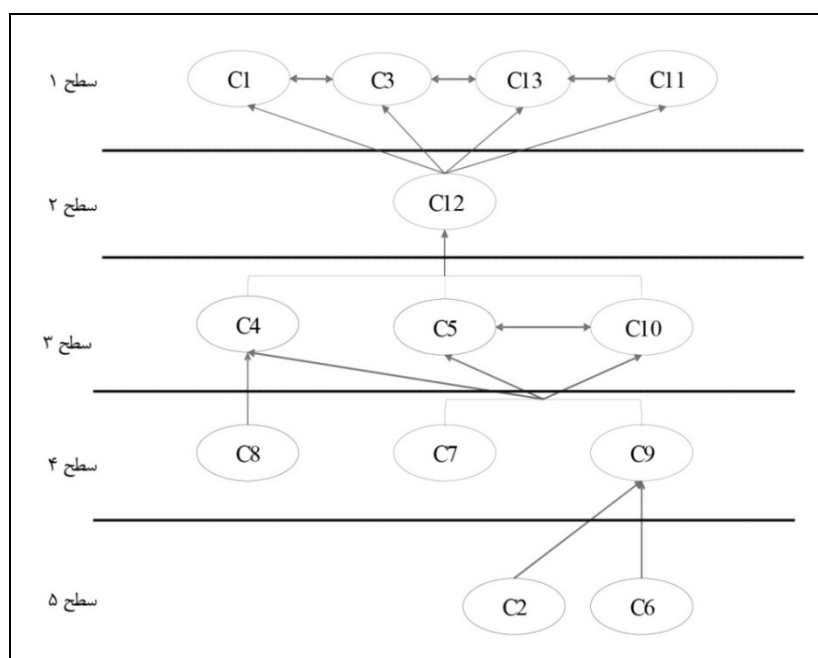 سطح ۱ C1 C3 C13 C11
سطح ۲ C12
سطح ۳ C4 C5 C10
سطح ۴ C8 C7 C9
سطح ۵ C2 C6